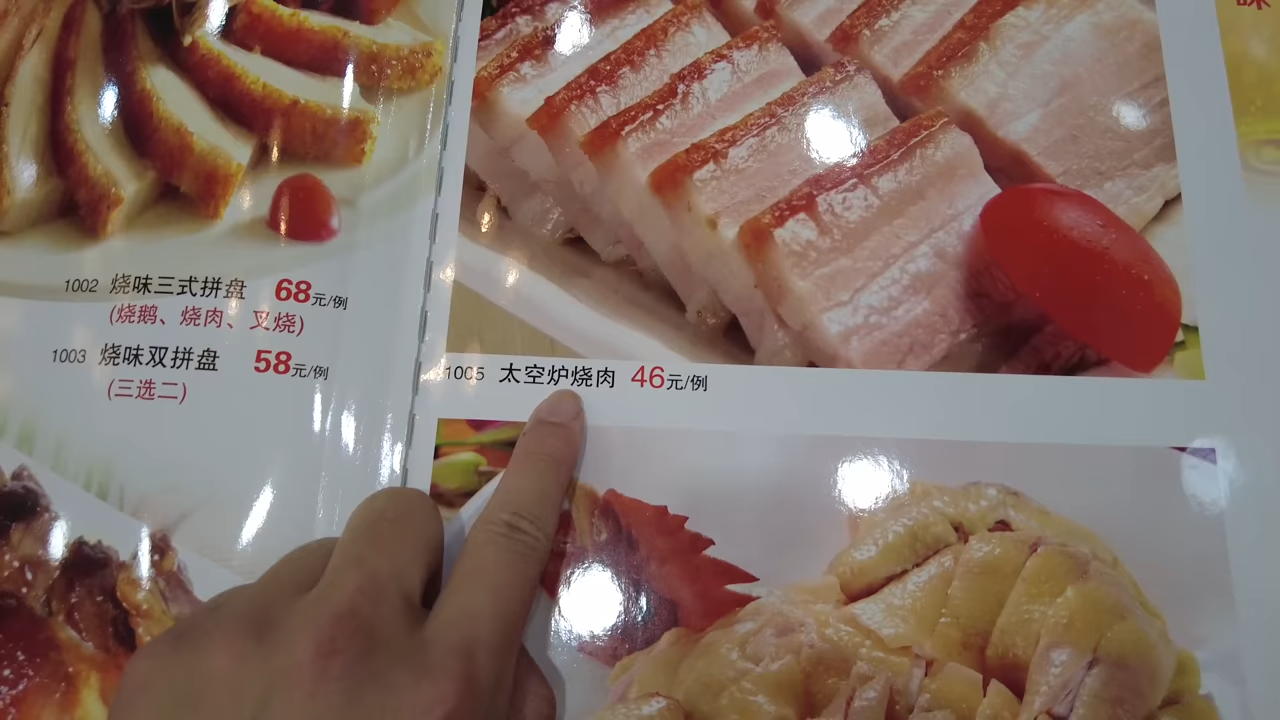 1002 烧味三式拼盘 68元/例
(烧鹅、烧肉、叉烧)
1003 烧味双拼盘 58元/例
(三选二)
1005 太空炉烧肉 46元/例